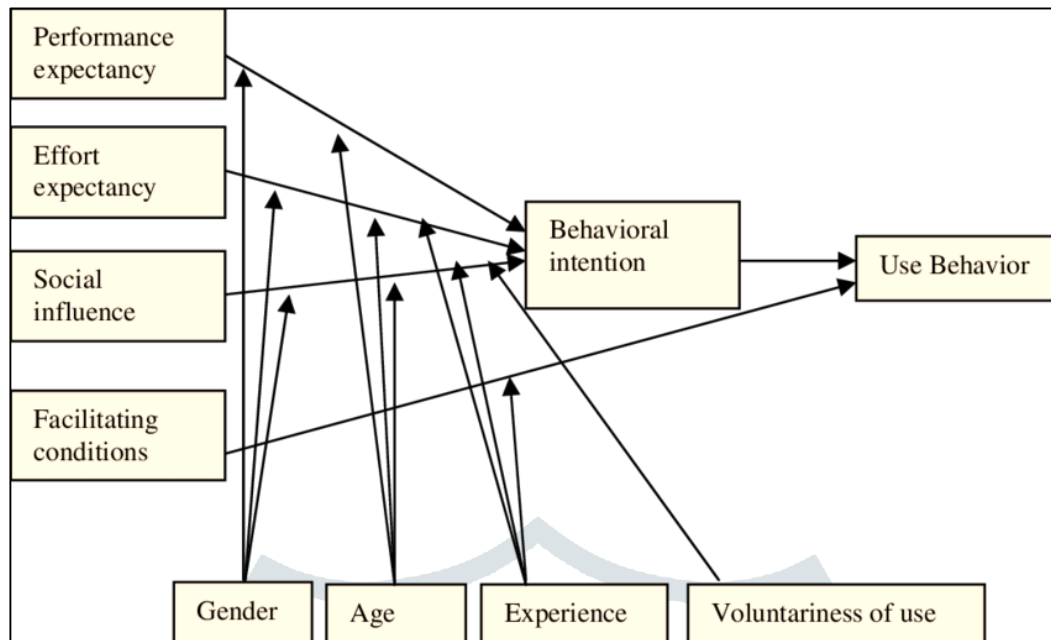 Performance
expectancy
Effort
expectancy
Social
influence
Facilitating
conditions
Behavioral
intention
Use Behavior
Gender
Age
Experience
Voluntariness of use